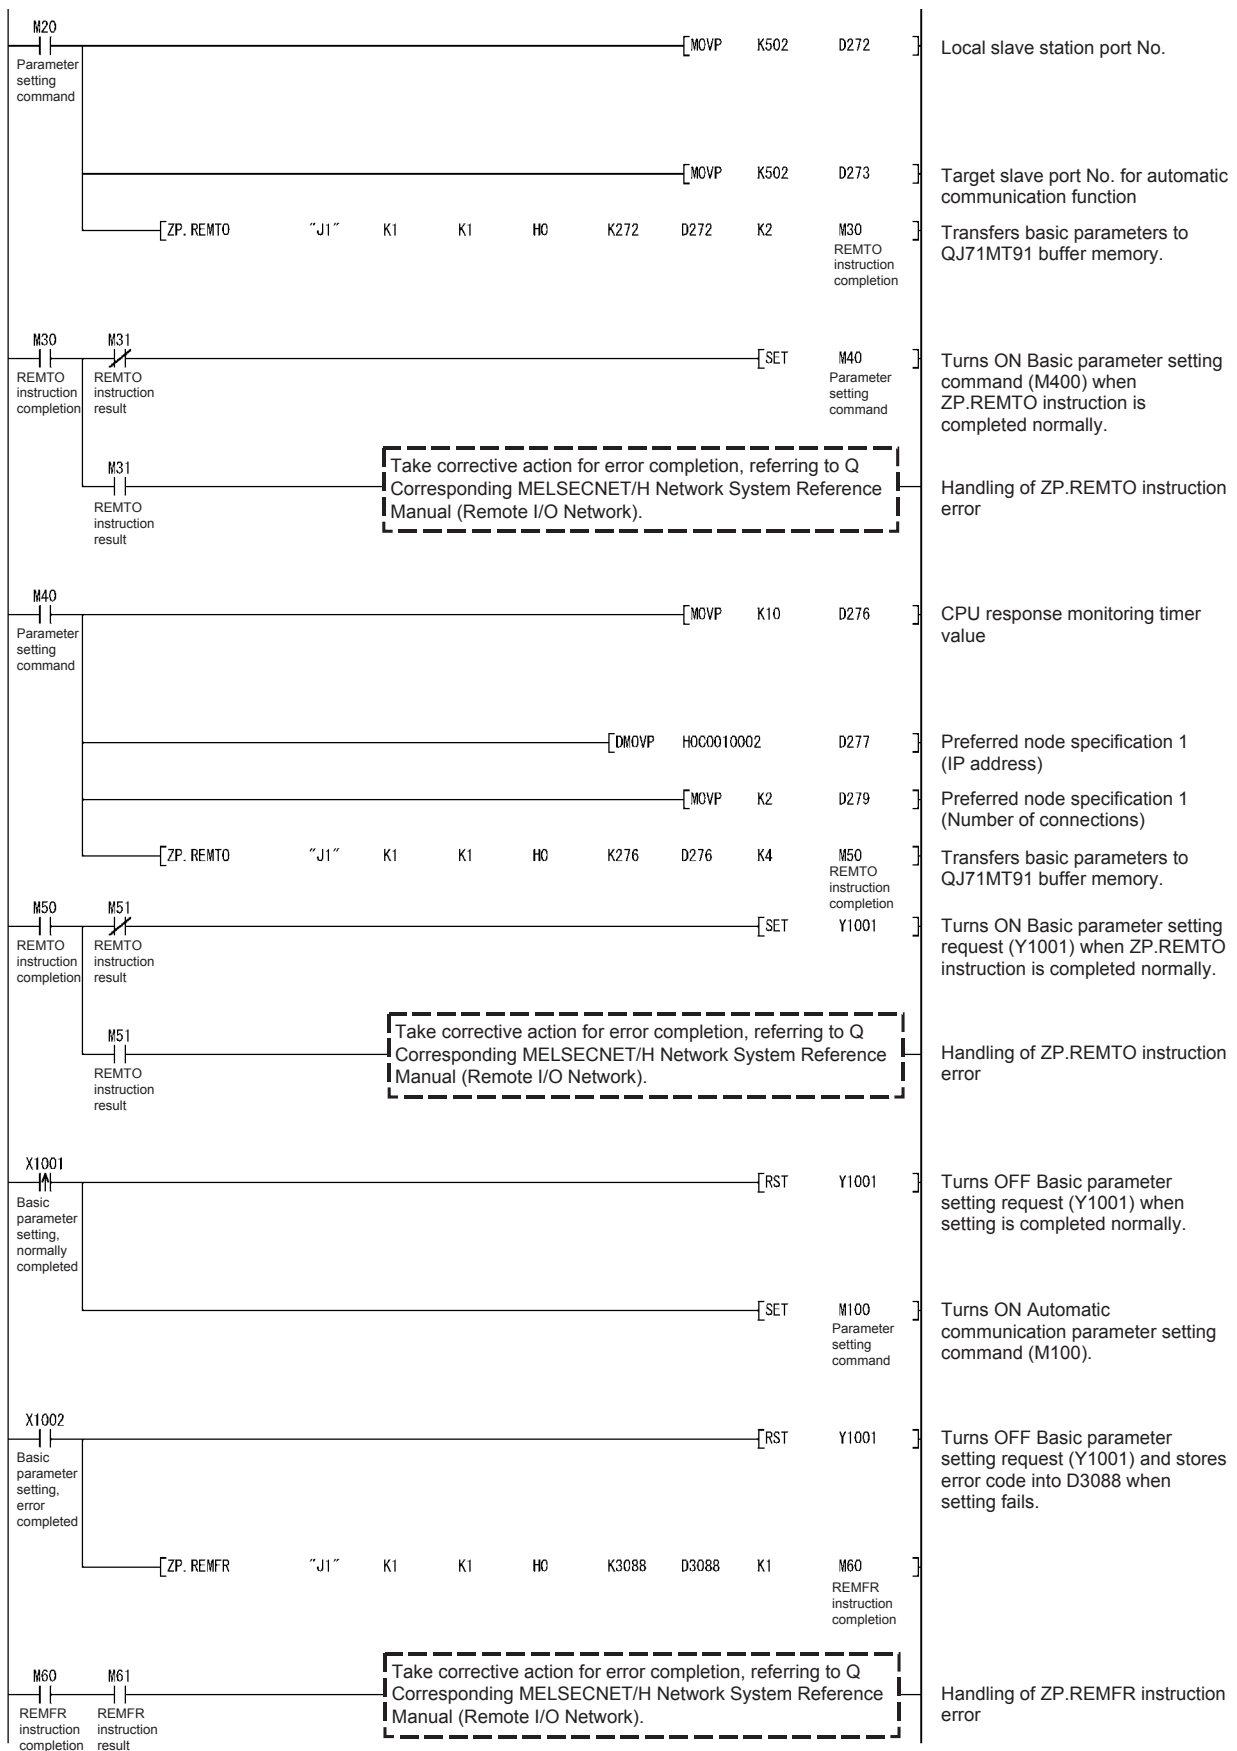 M20
[MOVP K502 D272 ]
Local slave station port No.
Parameter
setting
command
[MOVP K502 D273 ]
Target slave port No. for automatic
communication function
[ZP.REMTO "J1" K1 K1 H0 K272 D272 K2 M30 ]
REMTO
instruction
completion
Transfers basic parameters to
QJ71MT91 buffer memory.
M30 M31
[SET M40 ]
REMTO
instruction
completion
REMTO
instruction
result
Parameter
setting
command
Turns ON Basic parameter setting
command (M400) when
ZP.REMTO instruction is
completed normally.
M31
REMTO
instruction
result
Take corrective action for error completion, referring to Q
Corresponding MELSECNET/H Network System Reference
Manual (Remote I/O Network).
Handling of ZP.REMTO instruction
error
M40
Parameter
setting
command
[MOVP K10 D276 ]
CPU response monitoring timer
value
[DMOVP H0C0010002 D277 ]
Preferred node specification 1
(IP address)
[MOVP K2 D279 ]
Preferred node specification 1
(Number of connections)
[ZP.REMTO "J1" K1 K1 H0 K276 D276 K4 M50 ]
REMTO
instruction
completion
Transfers basic parameters to
QJ71MT91 buffer memory.
M50 M51
[SET Y1001 ]
REMTO
instruction
completion
REMTO
instruction
result
Turns ON Basic parameter setting
request (Y1001) when ZP.REMTO
instruction is completed normally.
M51
REMTO
instruction
result
Take corrective action for error completion, referring to Q
Corresponding MELSECNET/H Network System Reference
Manual (Remote I/O Network).
Handling of ZP.REMTO instruction
error
X1001
Basic
parameter
setting,
normally
completed
[RST Y1001 ]
Turns OFF Basic parameter
setting request (Y1001) when
setting is completed normally.
[SET M100 ]
Parameter
setting
command
Turns ON Automatic
communication parameter setting
command (M100).
X1002
Basic
parameter
setting,
error
completed
[RST Y1001 ]
Turns OFF Basic parameter
setting request (Y1001) and stores
error code into D3088 when
setting fails.
[ZP.REMFR "J1" K1 K1 H0 K3088 D3088 K1 M60 ]
REMFR
instruction
completion
M60 M61
REMFR
instruction
completion
REMFR
instruction
result
Take corrective action for error completion, referring to Q
Corresponding MELSECNET/H Network System Reference
Manual (Remote I/O Network).
Handling of ZP.REMFR instruction
error